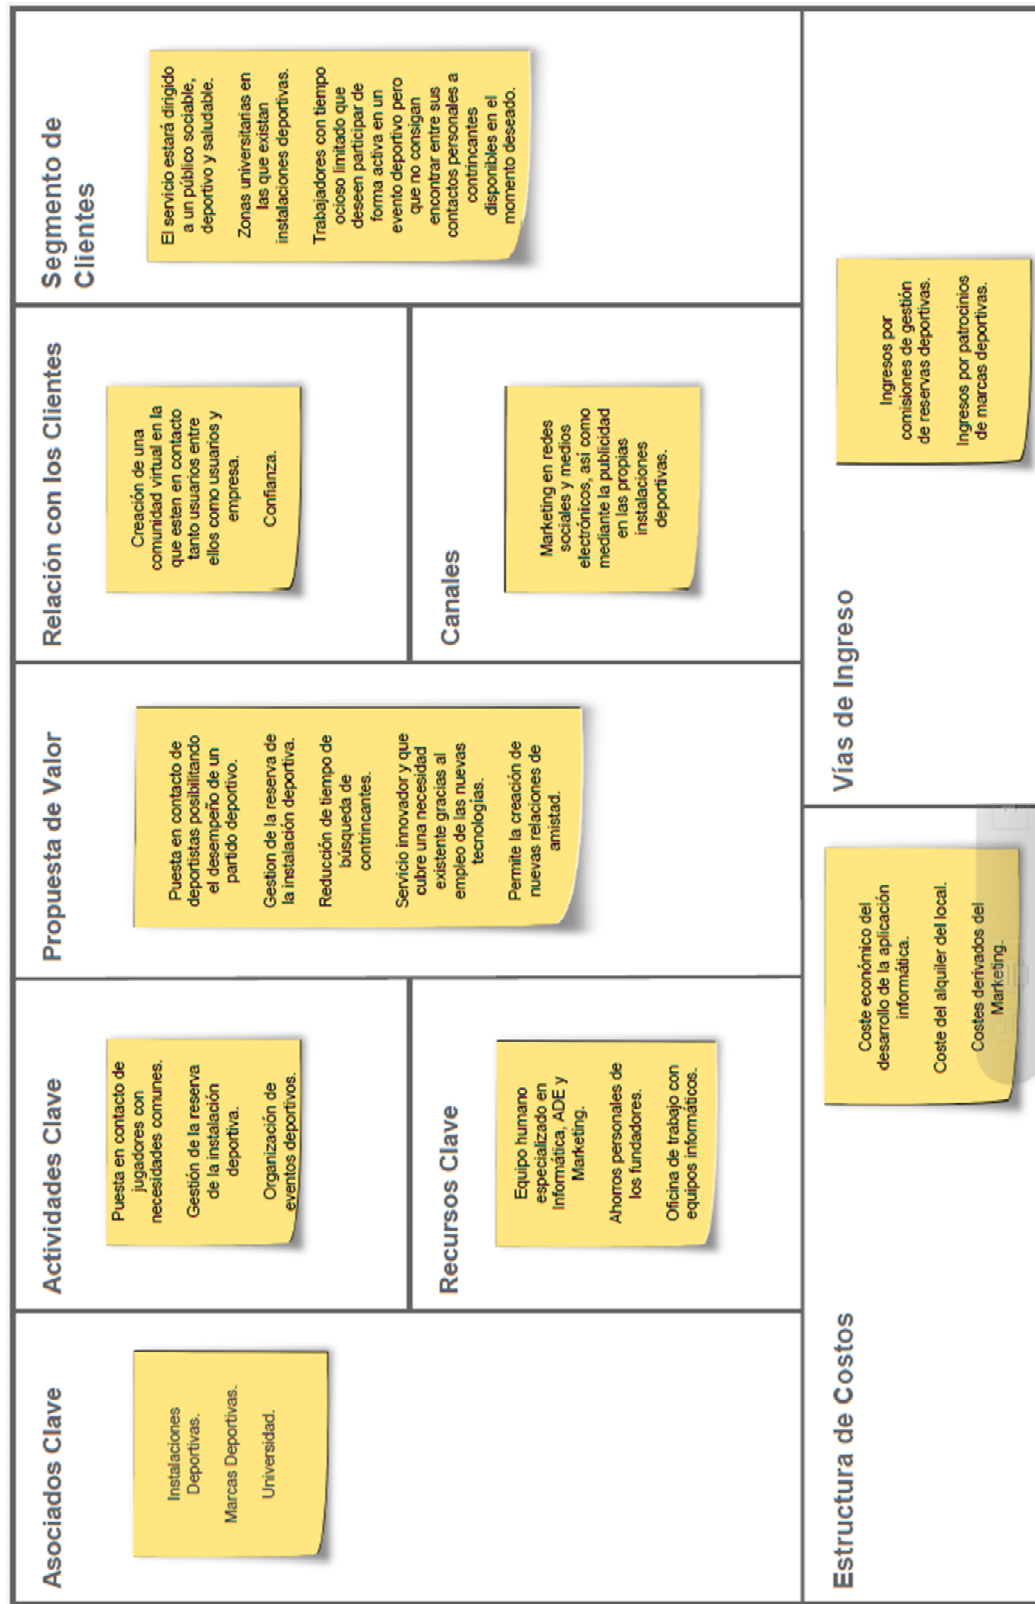 Asociados Clave
Instalaciones
Deportivas.
Marcas Deportivas.
Universidad.
Actividades Clave
Puesta en contacto de
jugadores con
necesidades comunes.
Gestión de la reserva
de la instalación
deportiva.
Organización de
eventos deportivos.
Recursos Clave
Equipo humano
especializado en
Informática, ADE y
Marketing.
Ahorros personales de
los fundadores.
Oficina de trabajo con
equipos informáticos.
Propuesta de Valor
Puesta en contacto de
deportistas posibilitando
el desempeño de un
partido deportivo.
Gestion de la reserva de
la instalación deportiva.
Reducción de tiempo de
búsqueda de
contrincantes.
Servicio innovador y que
cubre una necesidad
existente gracias al
empleo de las nuevas
tecnologías.
Permite la creación de
nuevas relaciones de
amistad.
Relación con los Clientes
Creación de una
comunidad virtual en la
que esten en contacto
tanto usuarios entre
ellos como usuarios y
empresa.
Confianza.
Canales
Marketing en redes
sociales y medios
electrónicos, así como
mediante la publicidad
en las propias
instalaciones
deportivas.
Segmento de
Clientes
El servicio estará dirigido
a un público sociable,
deportivo y saludable.
Zonas universitarias en
las que existan
instalaciones deportivas.
Trabajadores con tiempo
ocioso limitado que
deseen participar de
forma activa en un
evento deportivo pero
que no consigan
encontrar entre sus
contactos personales a
contrincantes
disponibles en el
momento deseado.
Estructura de Costos
Coste económico del
desarrollo de la aplicación
informática.
Coste del alquiler del local.
Costes derivados del
Marketing.
Vías de Ingreso
Ingresos por
comisiones de gestión
de reservas deportivas.
Ingresos por patrocinios
de marcas deportivas.